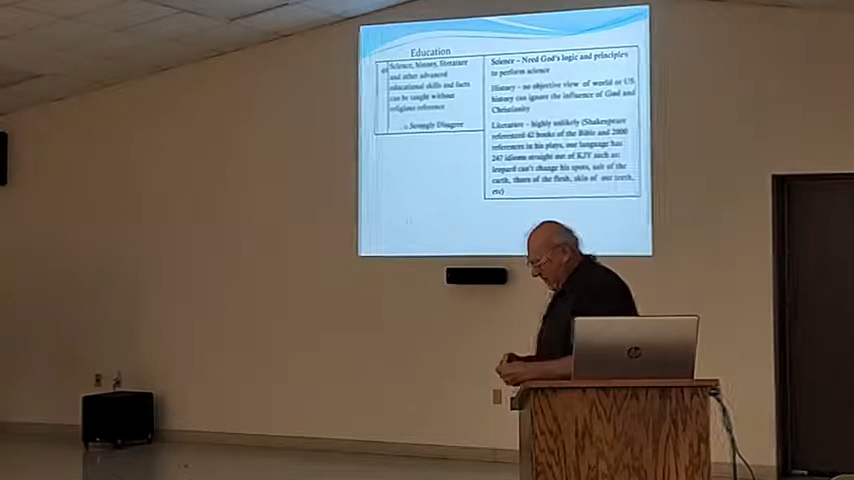 Education
Science, history, literature
and other advanced
educational skills and facts
can be taught without
religious reference
Strongly Disagree
Science – Need God's logic and principles
to perform science
History – no objective view of world or US
history can ignore the influence of God and
Christianity
Literature – highly unlikely (Shakespeare
referenced 42 books of the Bible and 2000
references in his plays, our language has
247 idioms straight out of KJV such as:
leopard can't change his spots, salt of the
earth, thorn of the flesh, skin of our teeth,
etc)
hp